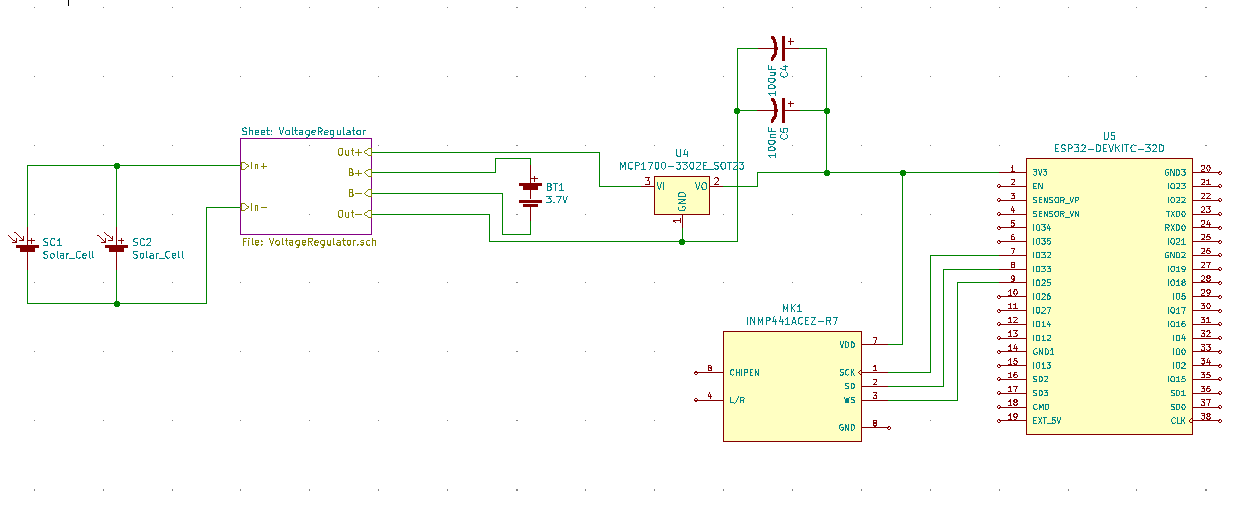 Sheet: VoltageRegulator
In+
In-
Out+
B+
B-
Out-
File: VoltageRegulator.sch
SC1
Solar_Cell
SC2
Solar_Cell
BT1
3.7V
U4
MCP1700-3302E_SOT23
3
VI
VO
2
GND
1
100uF
C4
100nF
C6
MK1
INMP441ACEZ-R7
VDD
7
8
CHIPEN
SCK
1
SD
2
4
L/R
WS
3
GND
U5
ESP32-DEVKITC-32D
1 3V3 GND3 20
2 EN IO23 21
3 SENSOR_VP IO22 22
4 SENSOR_VN TXD0 23
5 IO34 RXD0 24
6 IO35 IO21 25
7 IO32 GND2 26
8 IO33 IO19 27
9 IO25 IO18 28
10 IO26 IO5 29
11 IO27 IO17 30
12 IO14 IO16 31
13 IO12 IO4 32
14 GND1 IO0 33
15 IO13 IO2 34
16 SD2 IO15 35
17 SD3 SD1 36
18 CMD SD0 37
19 EXT_5V CLK 38